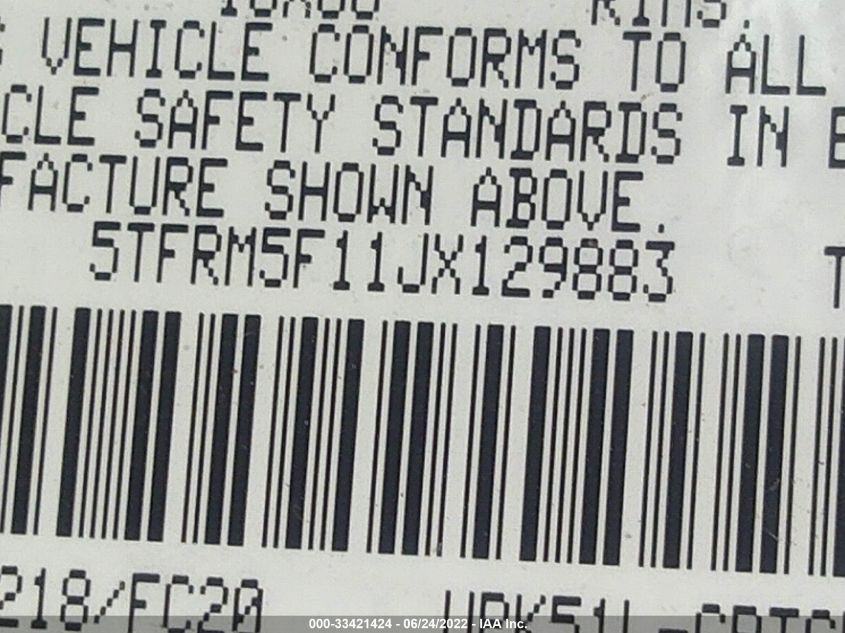 VEHICLE CONFORMS TO ALL
CLE SAFETY STANDARDS IN
FACTURE SHOWN ABOVE.
5TFRM5F11JX129883
218/FC20
000-33421424 - 06/24/2022 - IAA Inc.